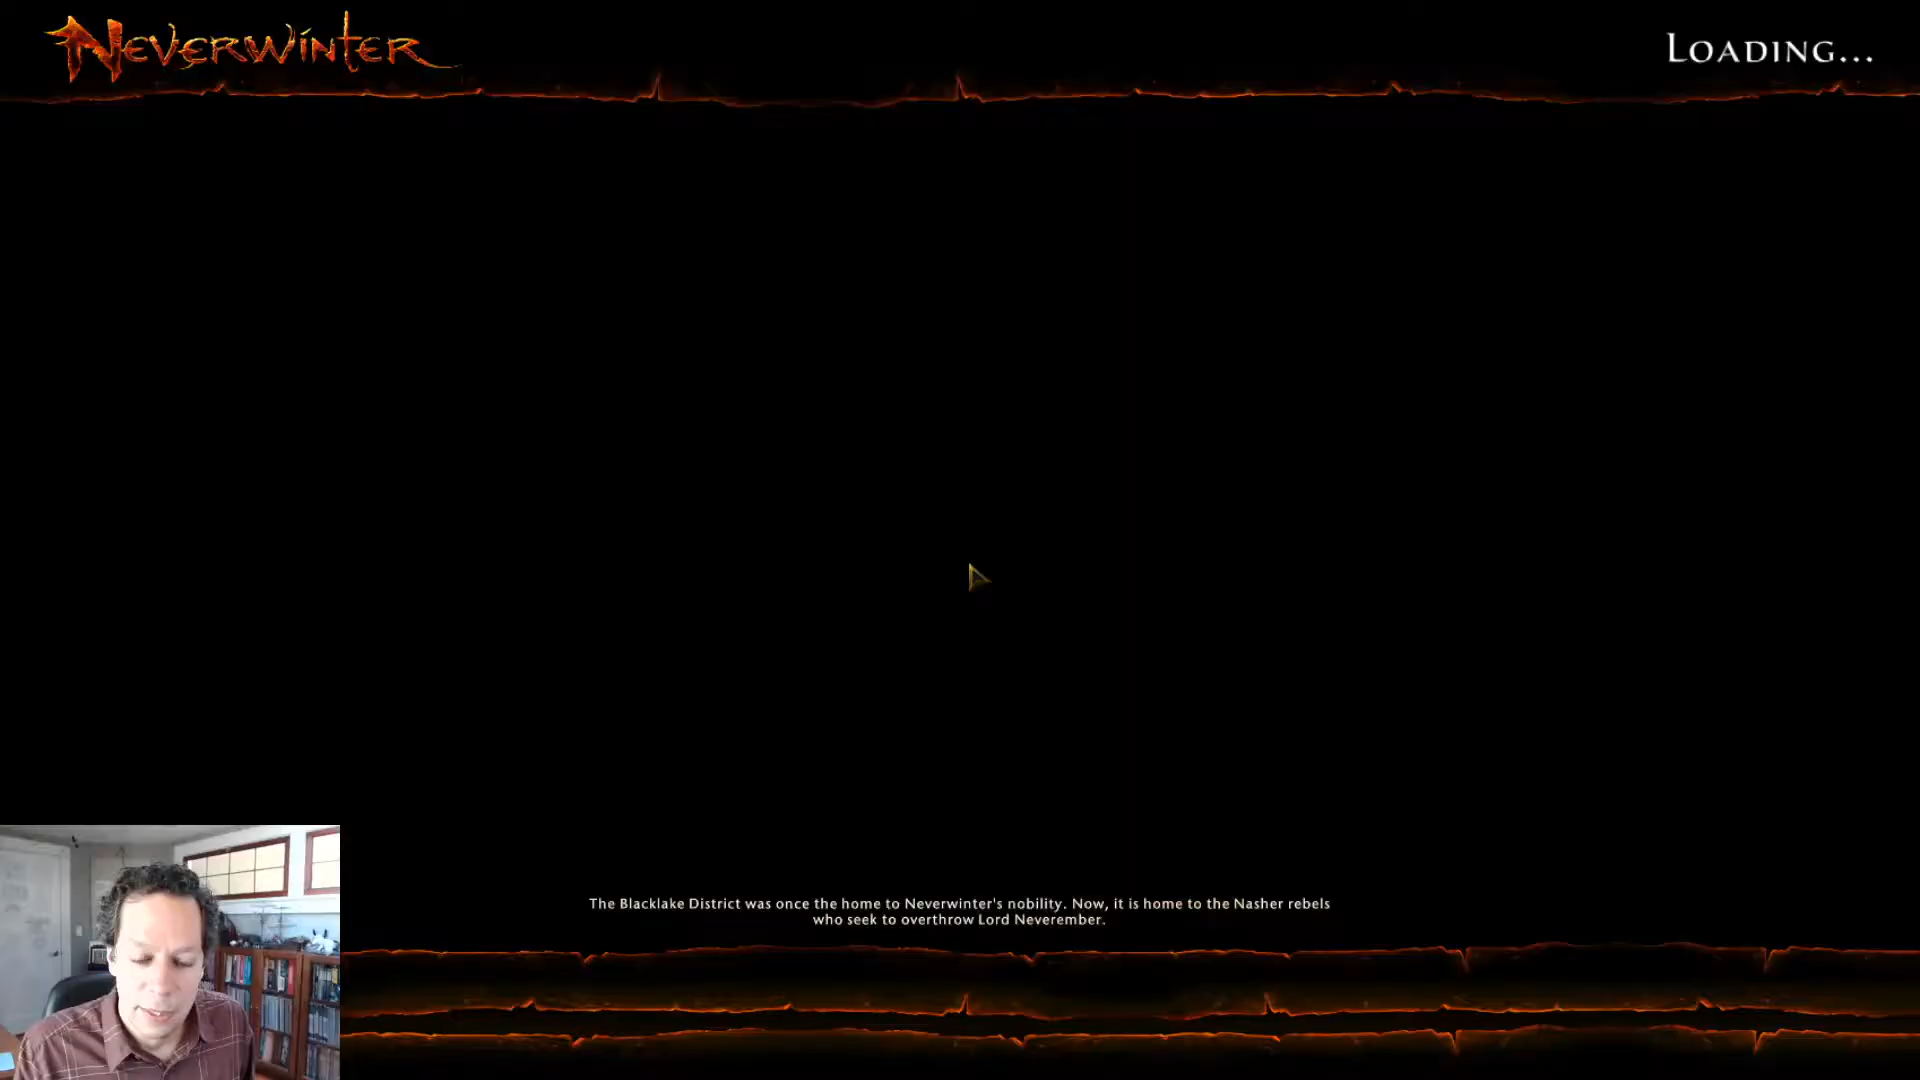 Neverwinter
Loading...
The Blacklake District was once the home to Neverwinter's nobility. Now, it is home to the Nasher rebels
who seek to overthrow Lord Neverember.